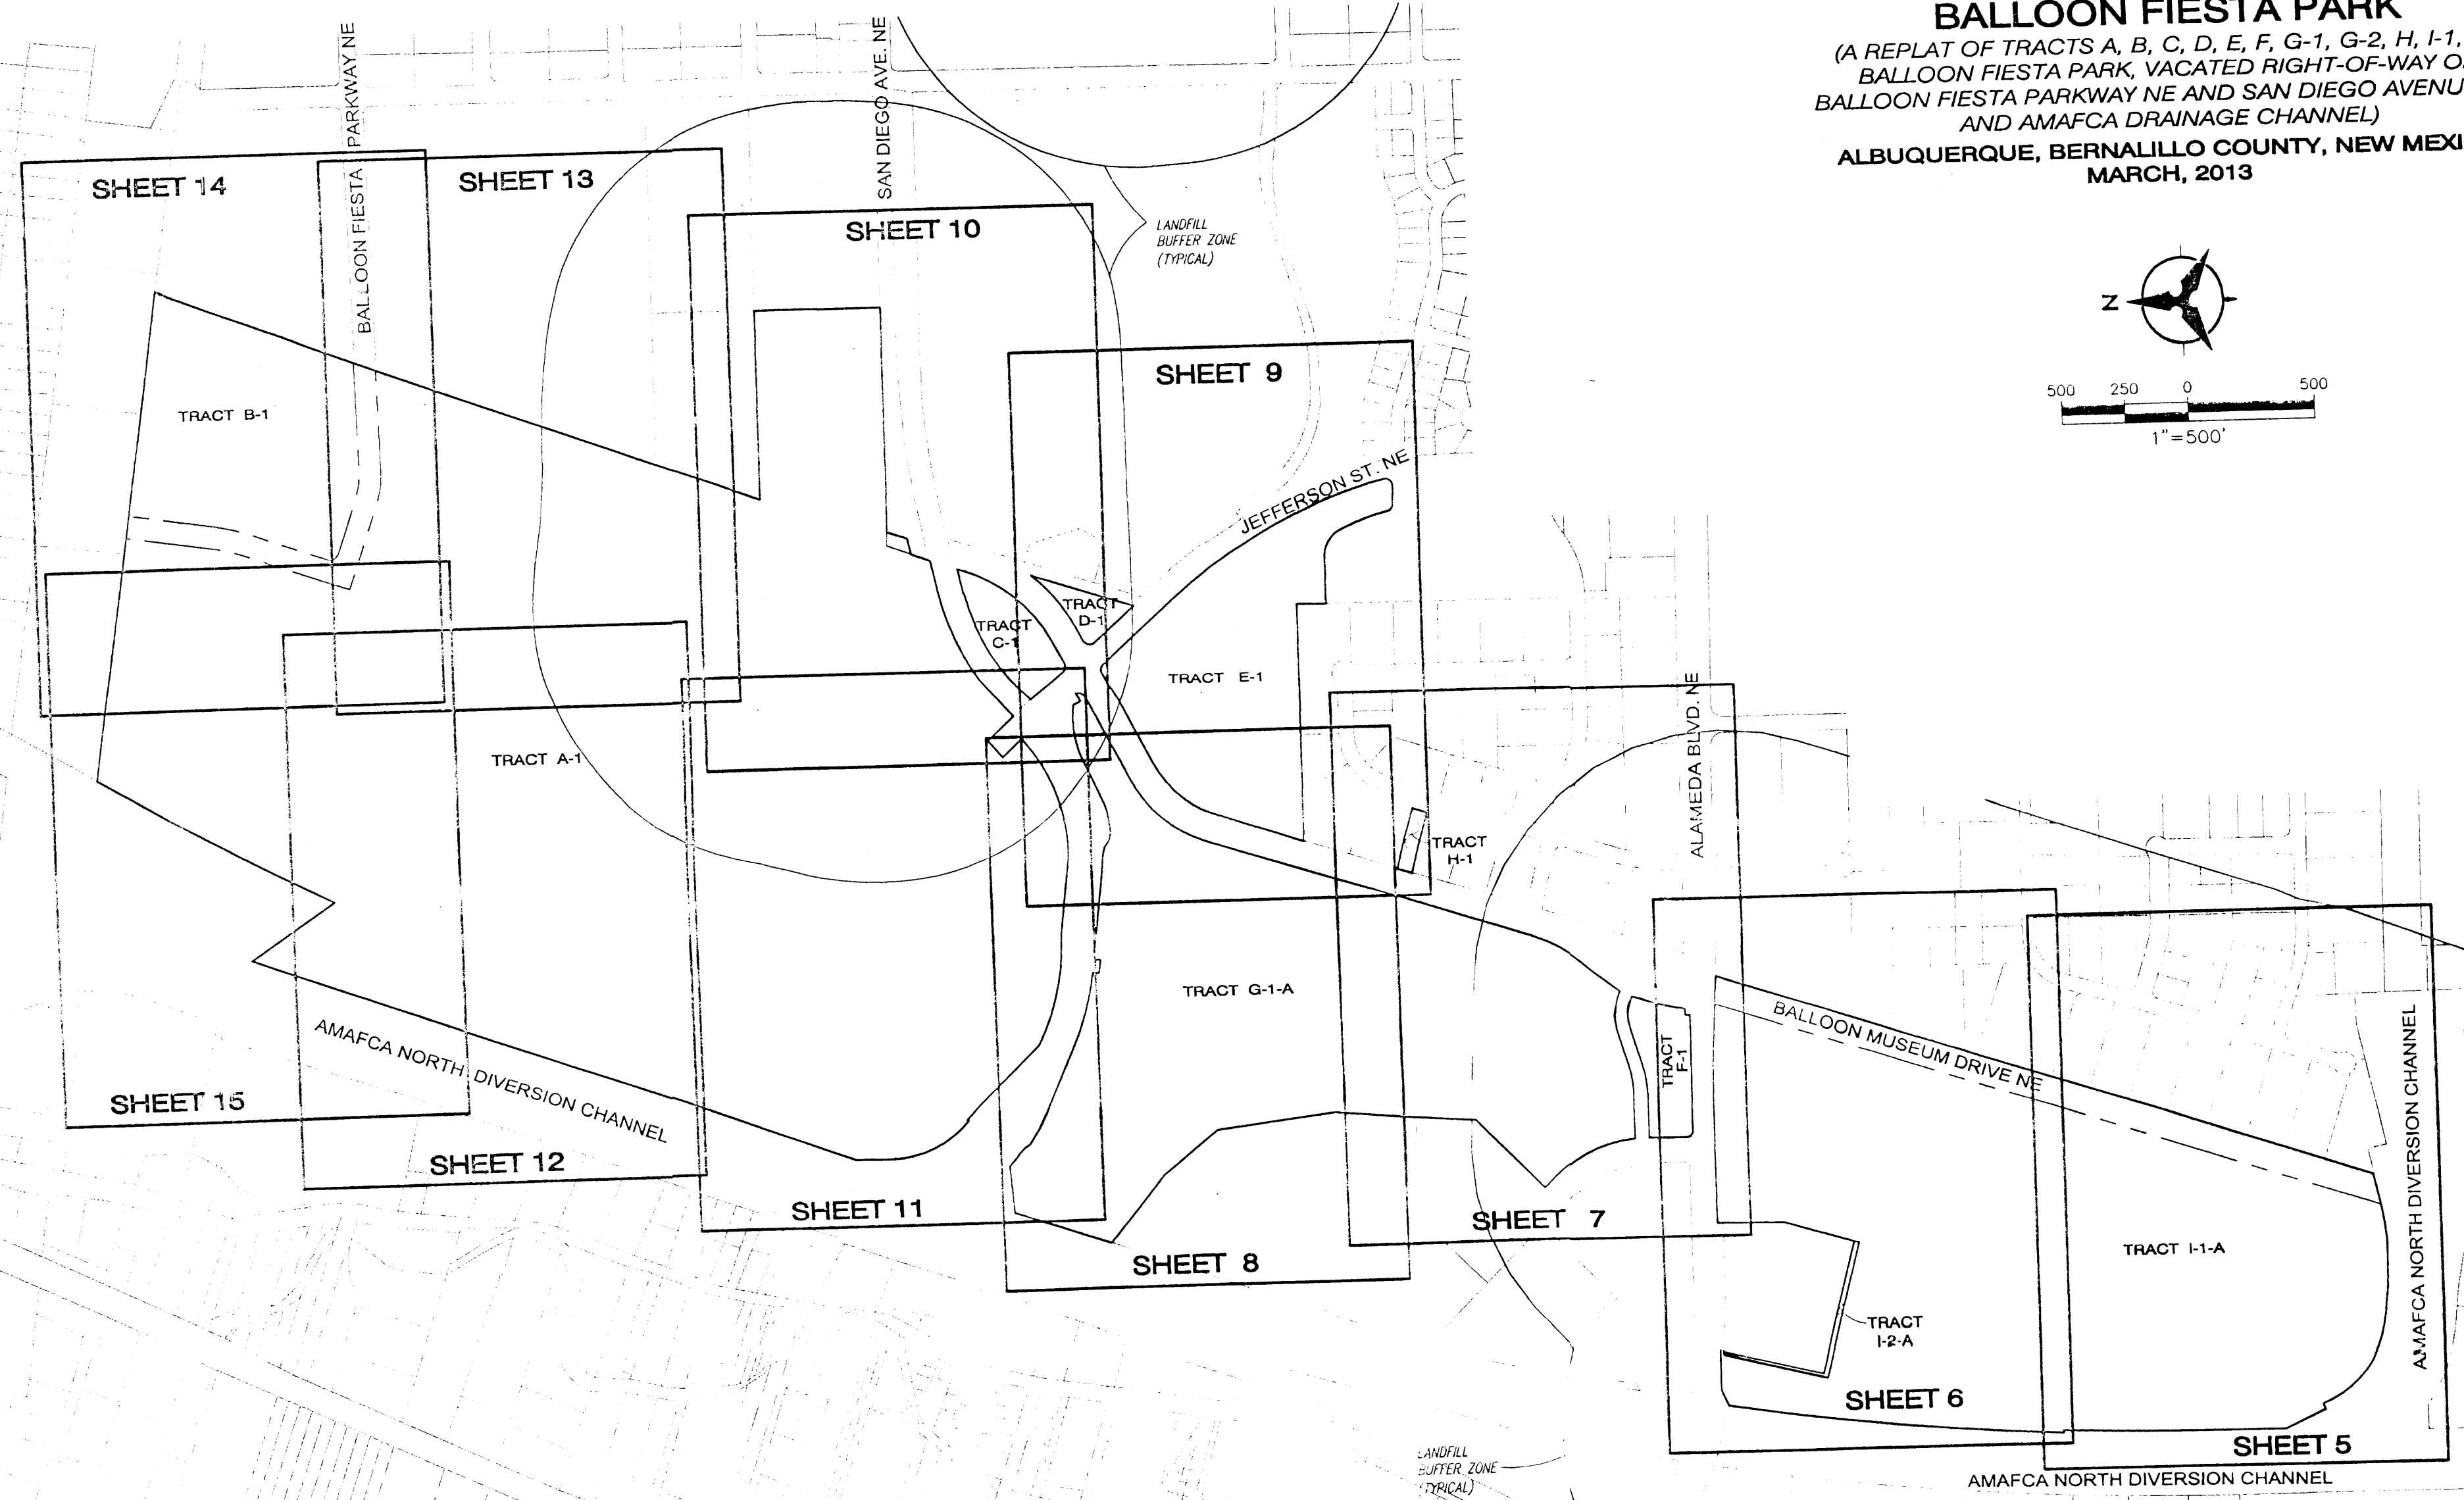 BALLOON FIESTA PARK
(A REPLAT OF TRACTS A, B, C, D, E, F, G-1, G-2, H, I-1,
BALLOON FIESTA PARK, VACATED RIGHT-OF-WAY O
BALLOON FIESTA PARKWAY NE AND SAN DIEGO AVENU
AND AMAFCA DRAINAGE CHANNEL)
ALBUQUERQUE, BERNALILLO COUNTY, NEW MEXI
MARCH, 2013
N
500 250 0 500
1"=500'
BALLOON FIESTA PARKWAY NE
SAN DIEGO AVE. NE
SHEET 14
SHEET 13
SHEET 10
LANDFILL
BUFFER ZONE
(TYPICAL)
SHEET 9
TRACT B-1
JEFFERSON ST. NE
TRACT
C-1
TRACT
D-1
TRACT E-1
TRACT A-1
ALAMEDA BLVD. NE
TRACT
H-1
TRACT G-1-A
TRACT
F-1
BALLOON MUSEUM DRIVE NE
AMAFCA NORTH DIVERSION CHANNEL
AMAFCA NORTH DIVERSION CHANNEL
SHEET 15
SHEET 12
SHEET 11
SHEET 8
SHEET 7
TRACT I-1-A
TRACT
I-2-A
SHEET 6
SHEET 5
LANDFILL
BUFFER ZONE
(TYPICAL)
AMAFCA NORTH DIVERSION CHANNEL